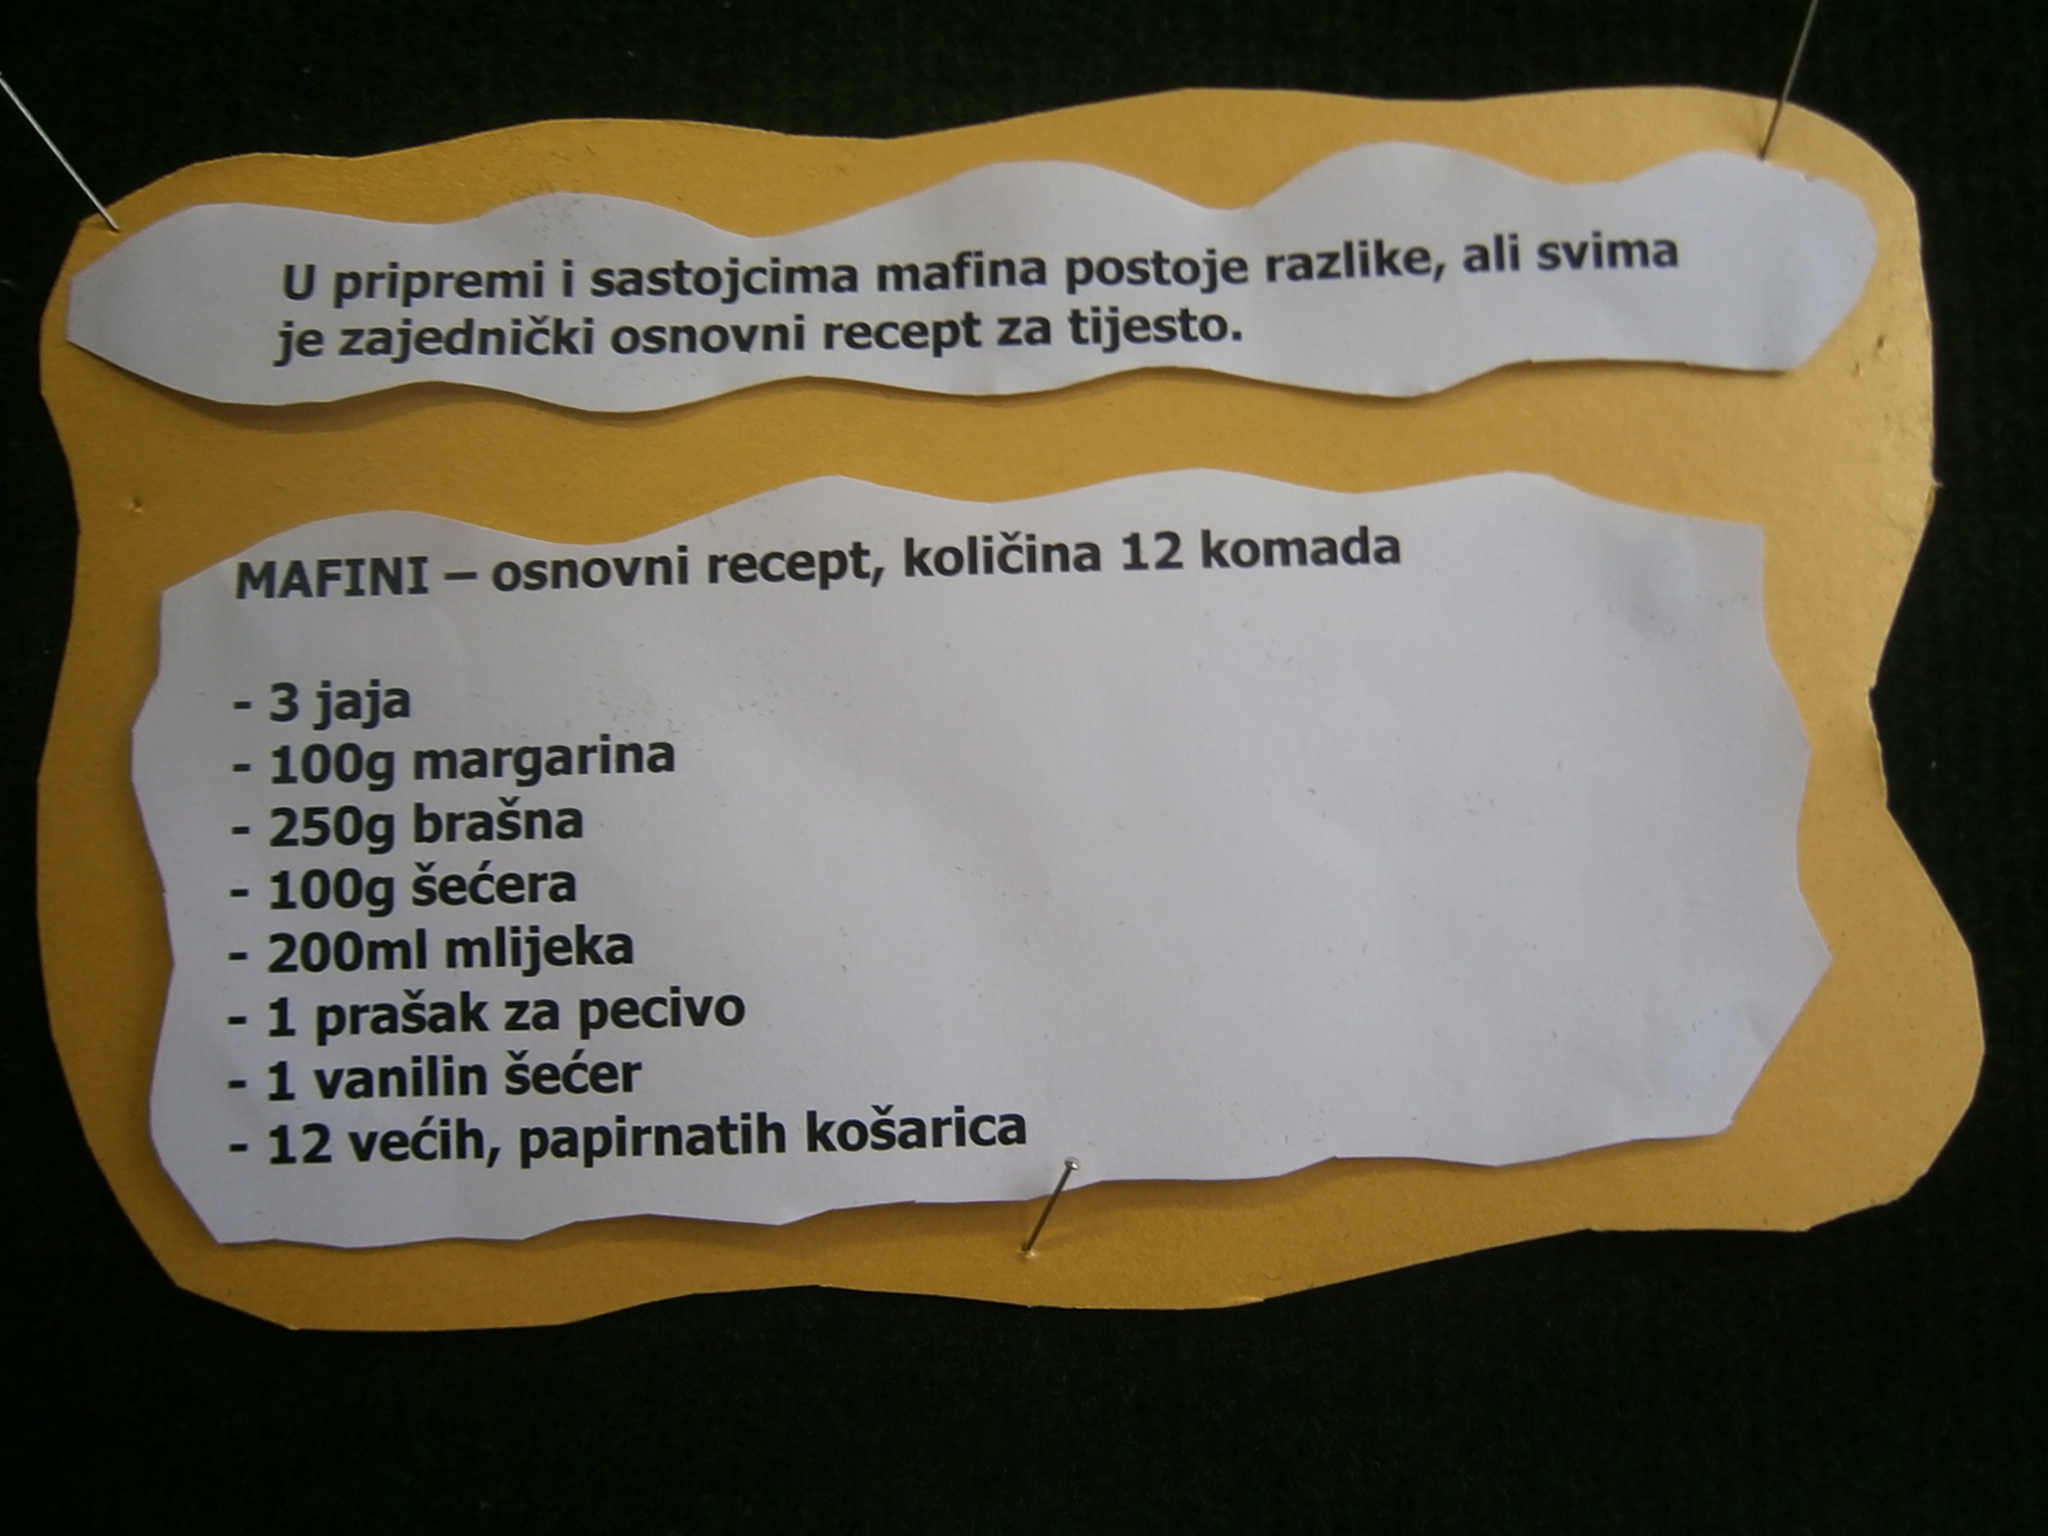 U pripremi i sastojcima mafina postoje razlike, ali svima
je zajednički osnovni recept za tijesto.
MAFINI – osnovni recept, količina 12 komada
- 3 jaja
- 100g margarina
- 250g brašna
- 100g šećera
- 200ml mlijeka
- 1 prašak za pecivo
- 1 vanilin šećer
- 12 većih, papirnatih košarica